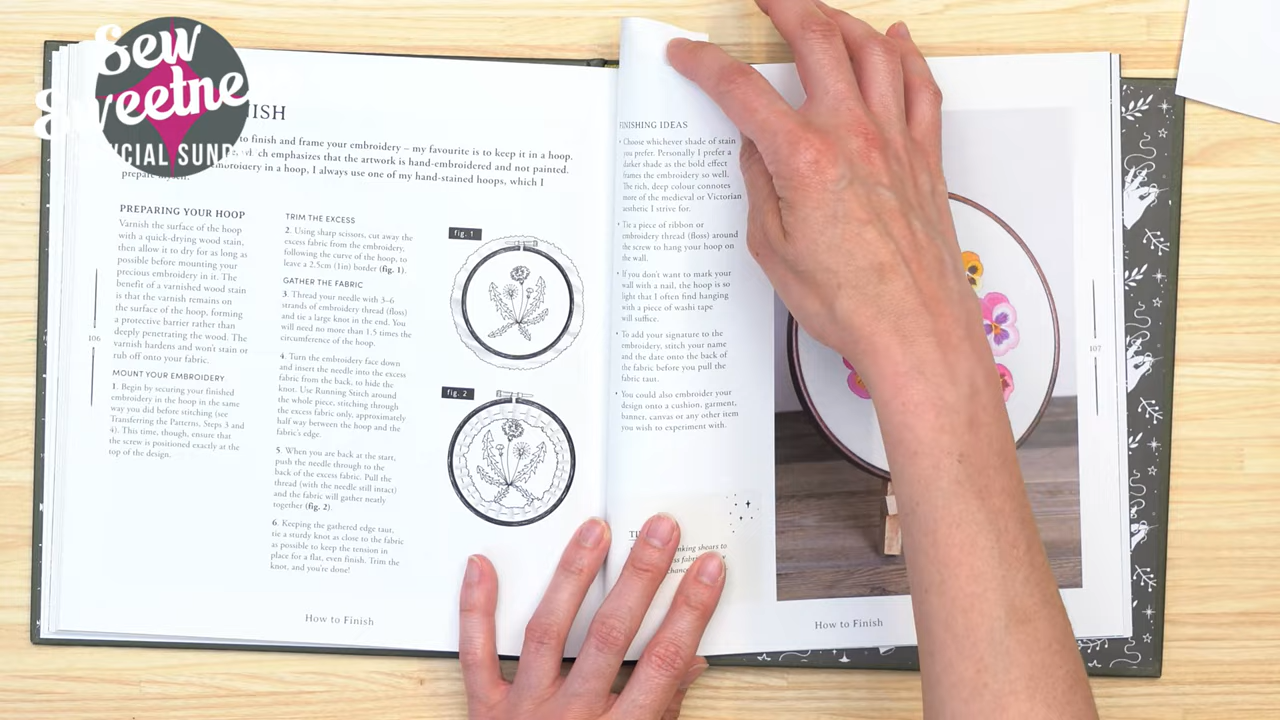 Sew
Sweetne
CIAL SUND
NISH
to finish and frame your embroidery – my favourite is to keep it in a hoop.
ch emphasizes that the artwork is hand-embroidered and not painted.
embroidery in a hoop, I always use one of my hand-stained hoops, which I
prepare myself.
PREPARING YOUR HOOP
Varnish the surface of the hoop
with a quick-drying wood stain,
then allow it to dry for as long as
possible before mounting your
precious embroidery in it. The
benefit of a varnished wood stain
is that the varnish remains on
the surface of the hoop, forming
a protective barrier rather than
deeply penetrating the wood. The
varnish hardens and won't stain or
rub off onto your fabric.
MOUNT YOUR EMBROIDERY
1. Begin by securing your finished
embroidery in the hoop in the same
way you did before stitching (see
Transferring the Patterns, Steps 3 and
4). This time, though, ensure that
the screw is positioned exactly at the
top of the design.
106
TRIM THE EXCESS
2. Using sharp scissors, cut away the
excess fabric from the embroidery,
following the curve of the hoop, to
leave a 2.5cm (1in) border (fig. 1).
GATHER THE FABRIC
3. Thread your needle with 3–6
strands of embroidery thread (floss)
and tie a large knot in the end. You
will need no more than 1.5 times the
circumference of the hoop.
4. Turn the embroidery face down
and insert the needle into the excess
fabric from the back, to hide the
knot. Use Running Stitch around
the whole piece, stitching through
the excess fabric only, approximately
half way between the hoop and the
fabric's edge.
5. When you are back at the start,
push the needle through to the
back of the excess fabric. Pull the
thread (with the needle still intact)
and the fabric will gather neatly
together (fig. 2).
6. Keeping the gathered edge taut,
tie a sturdy knot as close to the fabric
as possible to keep the tension in
place for a flat, even finish. Trim the
knot, and you're done!
fig. 1
fig. 2
How to Finish
FINISHING IDEAS
• Choose whichever shade of stain
you prefer. Personally I prefer a
darker shade as the bold effect
frames the embroidery so well.
The rich, deep colour connotes
more of the medieval or Victorian
aesthetic I strive for.
• Tie a piece of ribbon or
embroidery thread (floss) around
the screw to hang your hoop on
the wall.
• If you don't want to mark your
wall with a nail, the hoop is so
light that I often find hanging
with a piece of washi tape
will suffice.
• To add your signature to the
embroidery, stitch your name
and the date onto the back of
the fabric before you pull the
fabric taut.
• You could also embroider your
design onto a cushion, garment,
banner, canvas or any other item
you wish to experiment with.
nking shears to
107
How to Finish